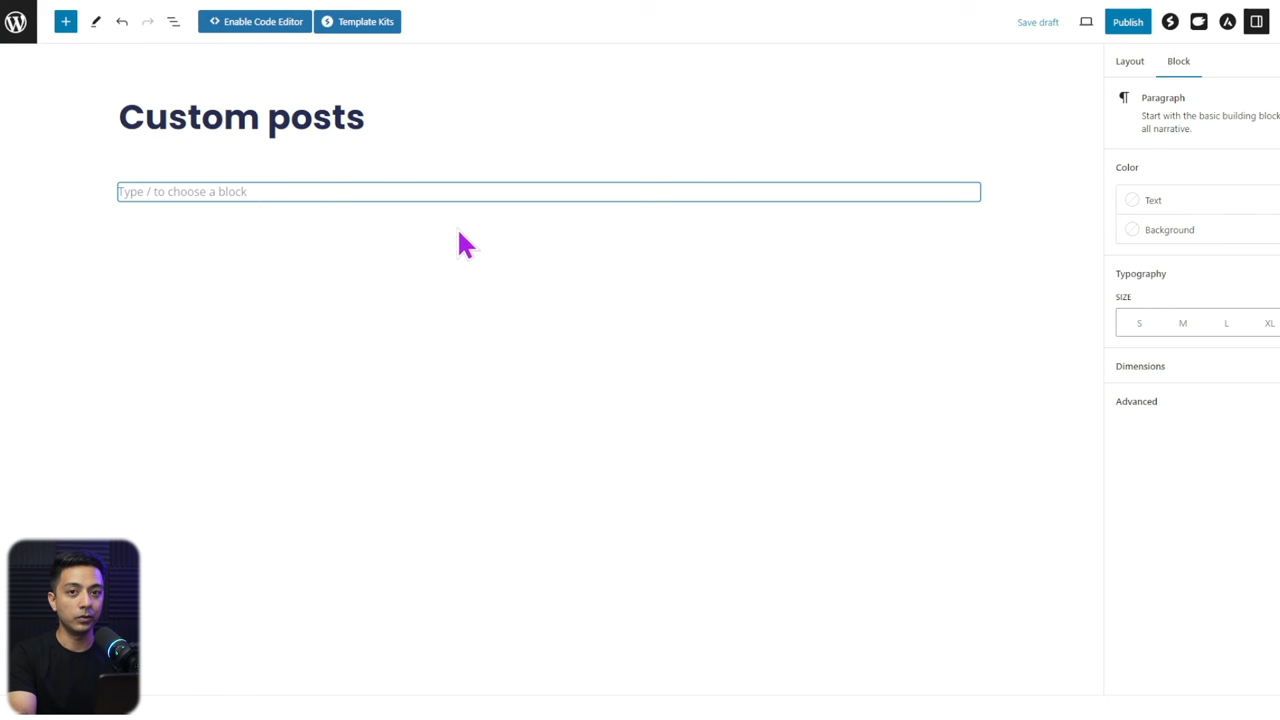 Enable Code Editor
Template Kits
Save draft
Publish
Layout
Block
Custom posts
Paragraph
Start with the basic building block
all narrative.
Type / to choose a block
Color
Text
Background
Typography
SIZE
S
M
L
XL
Dimensions
Advanced